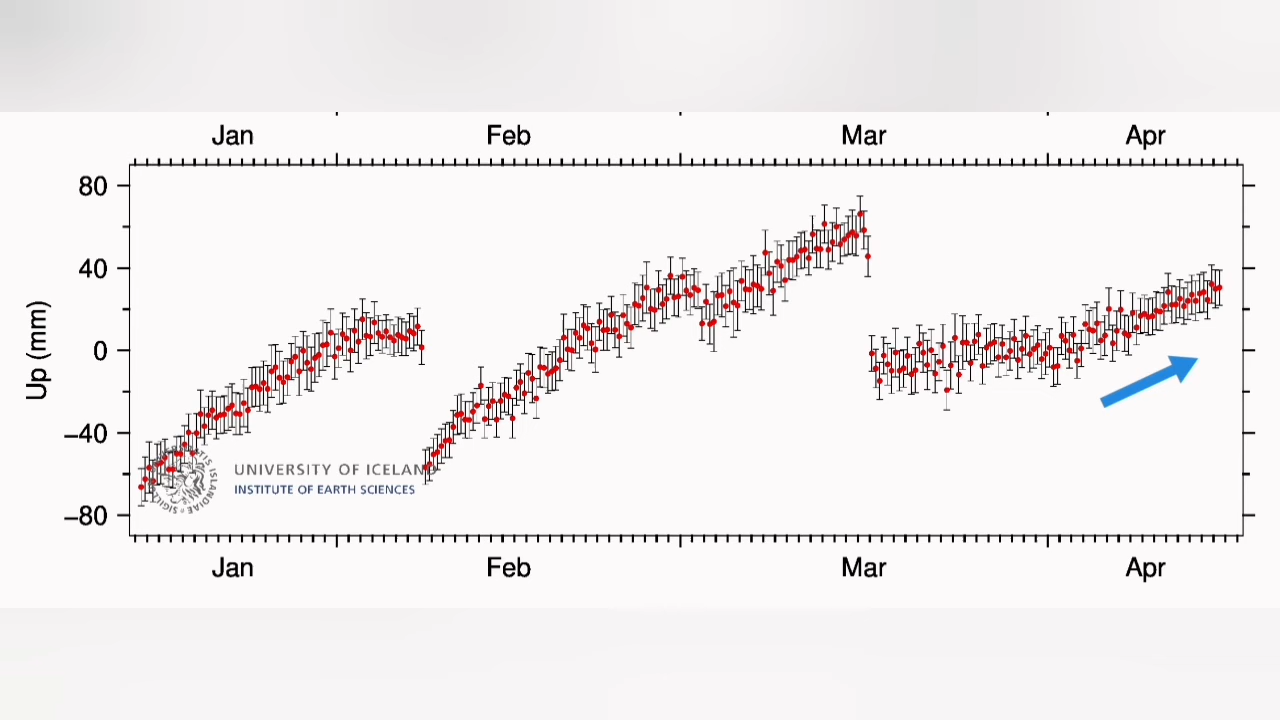 Jan Feb Mar Apr
80
40
0
−40
−80
Up (mm)
UNIVERSITY OF ICELAND
INSTITUTE OF EARTH SCIENCES
Jan Feb Mar Apr